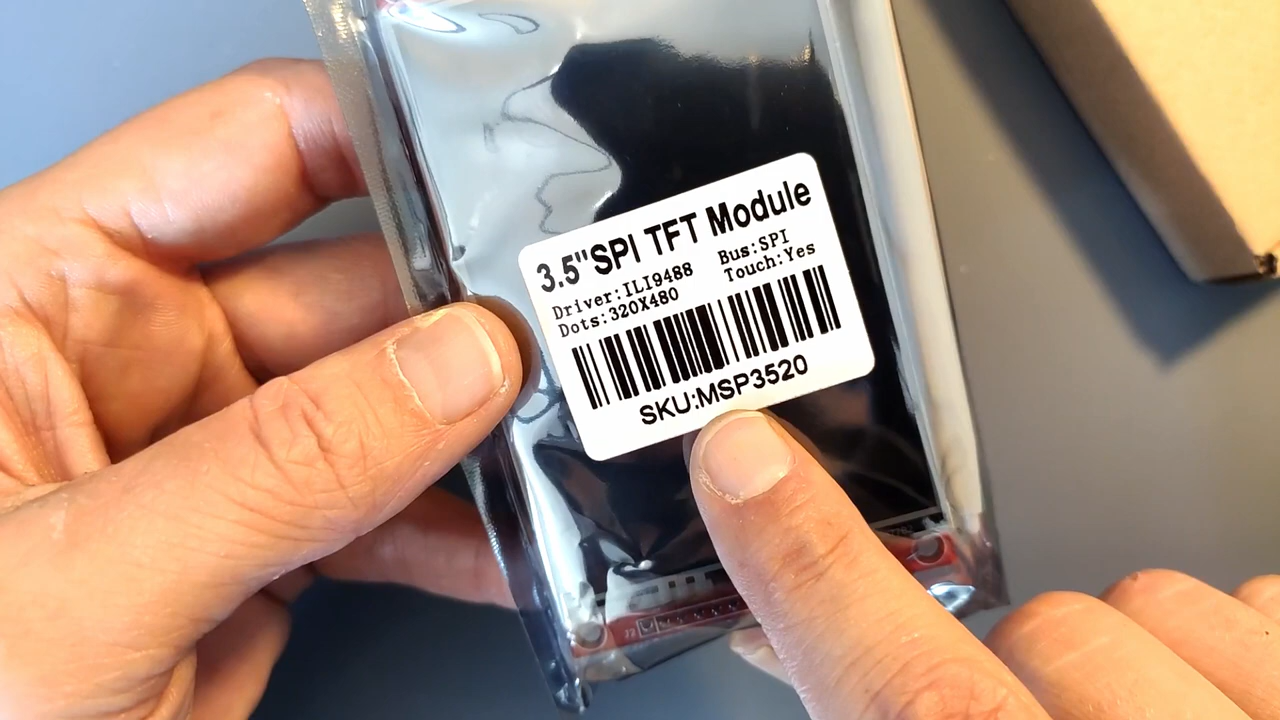 3.5"SPI TFT Module
Driver:ILI9488 Bus:SPI
Dots:320X480 Touch:Yes
SKU:MSP3520